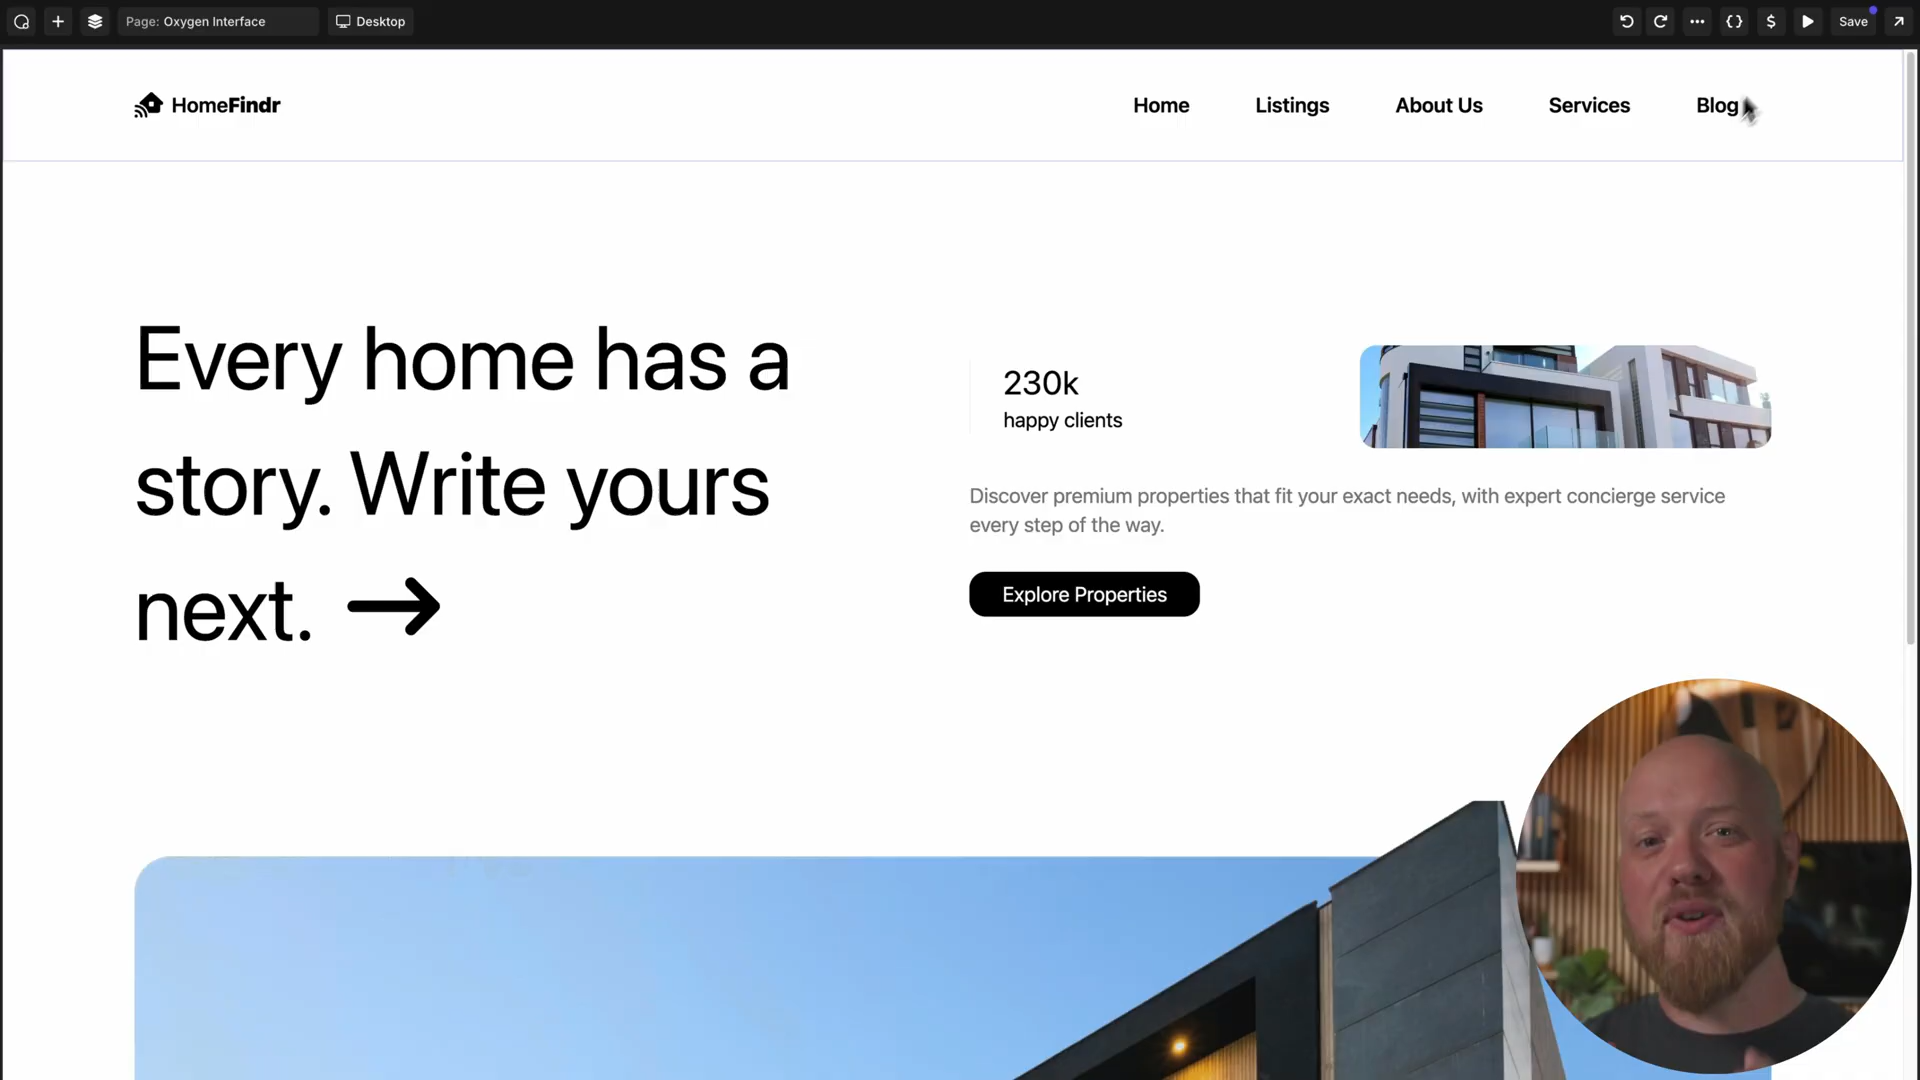 Page: Oxygen Interface
Desktop
Save
HomeFindr
Home
Listings
About Us
Services
Blog
Every home has a
story. Write yours
next.
230k
happy clients
Discover premium properties that fit your exact needs, with expert concierge service
every step of the way.
Explore Properties